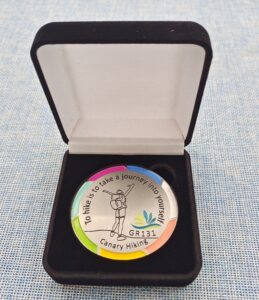 To hike is to take a journey into yourself
GR131
Canary Hiking